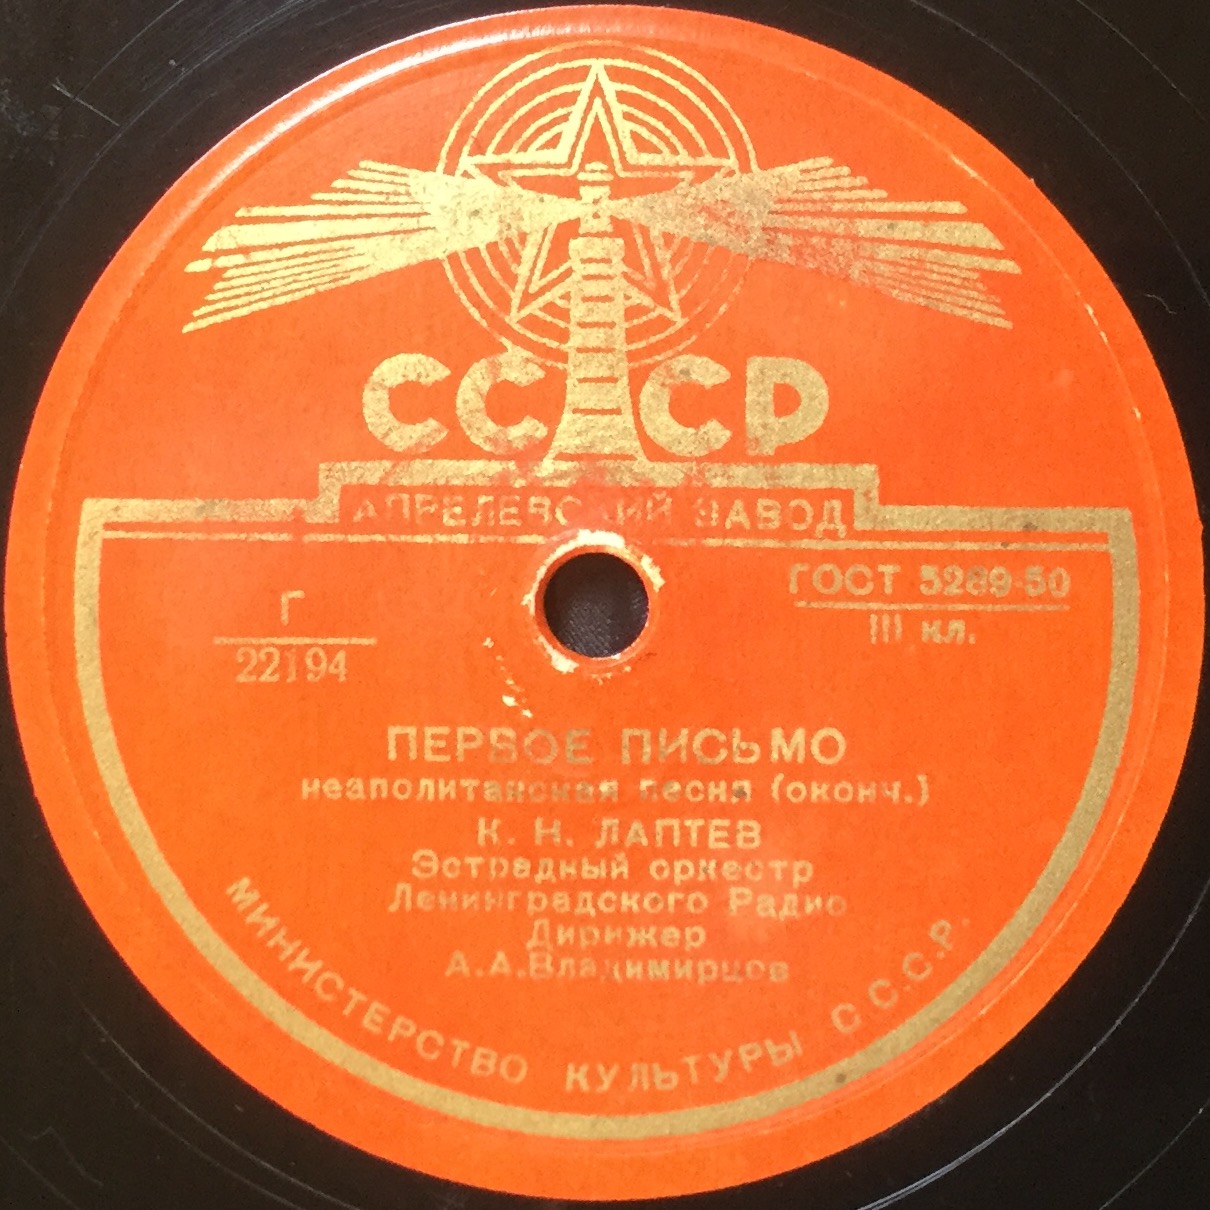 СССР
АПРЕЛЕВСКИЙ ЗАВОД
Г
22194
ГОСТ 5289-50
III кл.
ПЕРВОЕ ПИСЬМО
неаполитанская песня (оконч.)
К. Н. ЛАПТЕВ
Эстрадный оркестр
Ленинградского Радио
Дирижер
А.А.Владимирцов
МИНИСТЕРСТВО КУЛЬТУРЫ С.С.С.Р.